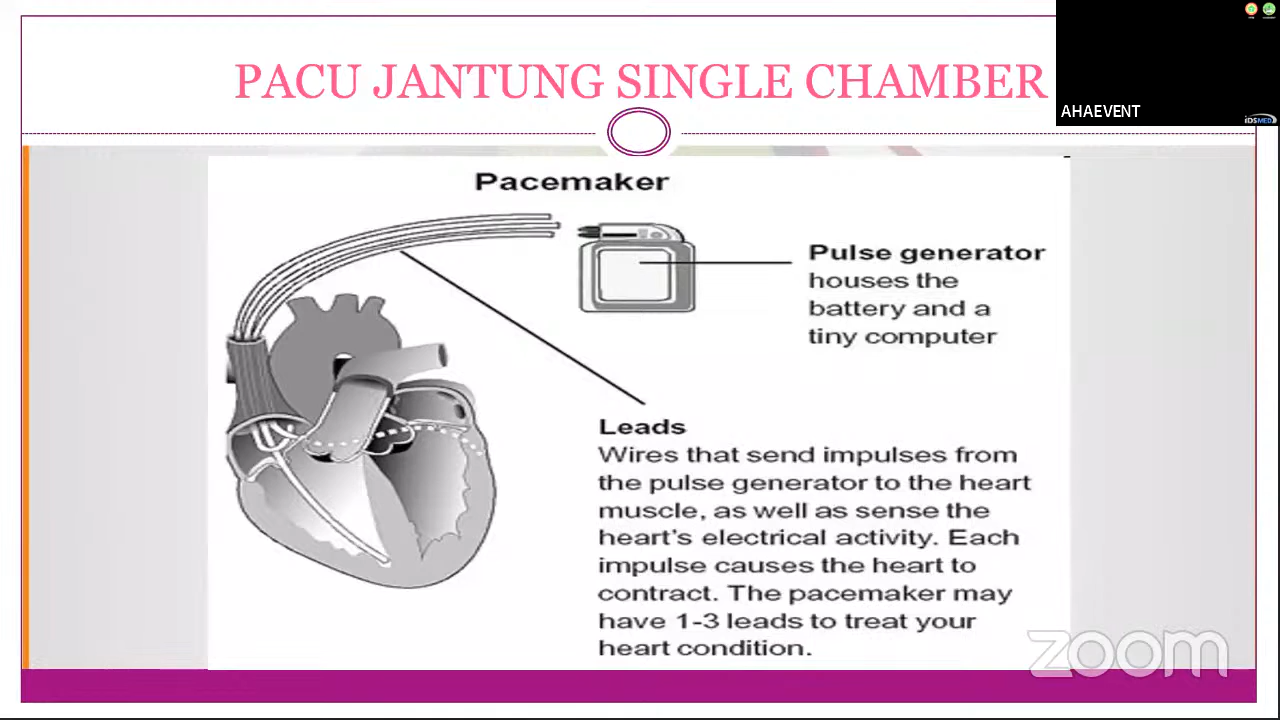 PACU JANTUNG SINGLE CHAMBER
AHAEVENT
iDSMED
Pacemaker
Pulse generator
houses the
battery and a
tiny computer
Leads
Wires that send impulses from
the pulse generator to the heart
muscle, as well as sense the
heart's electrical activity. Each
impulse causes the heart to
contract. The pacemaker may
have 1-3 leads to treat your
heart condition.
zoom